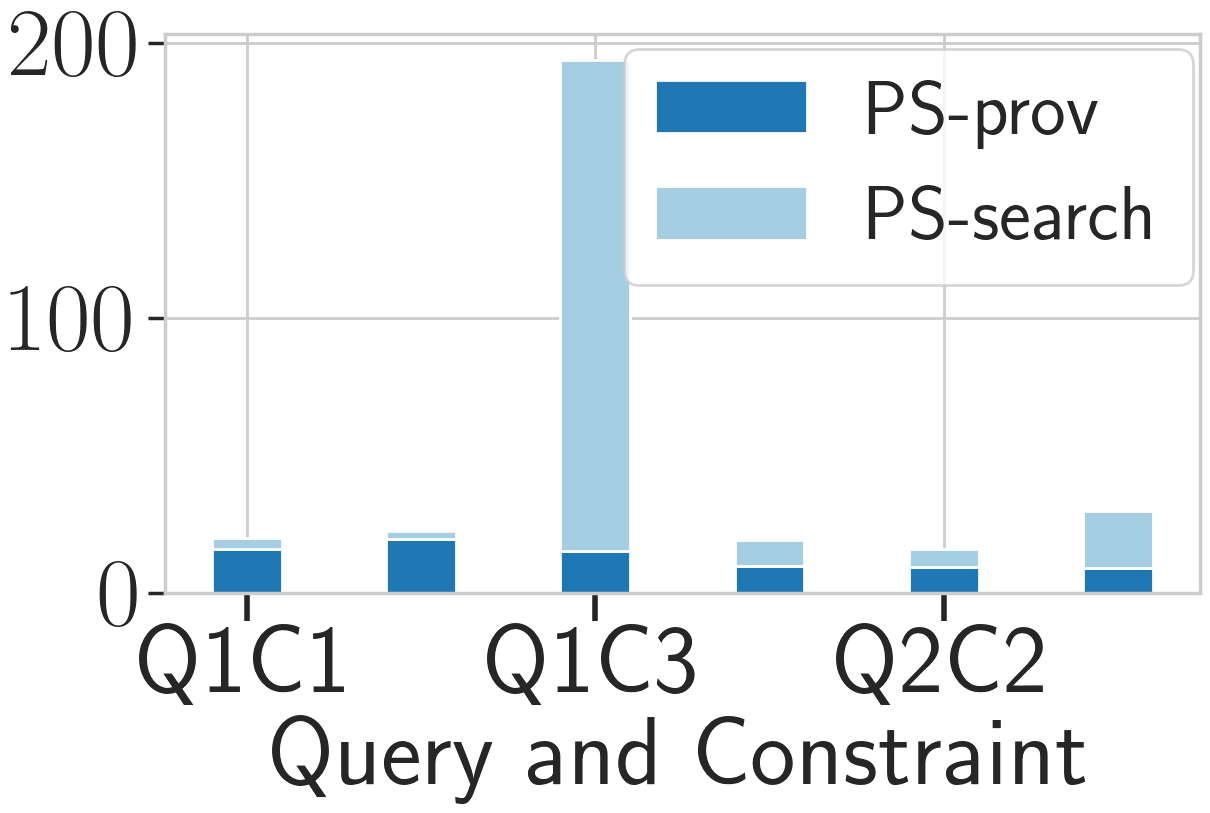 200
PS-prov
PS-search
100
0
Q1C1 Q1C3 Q2C2
Query and Constraint